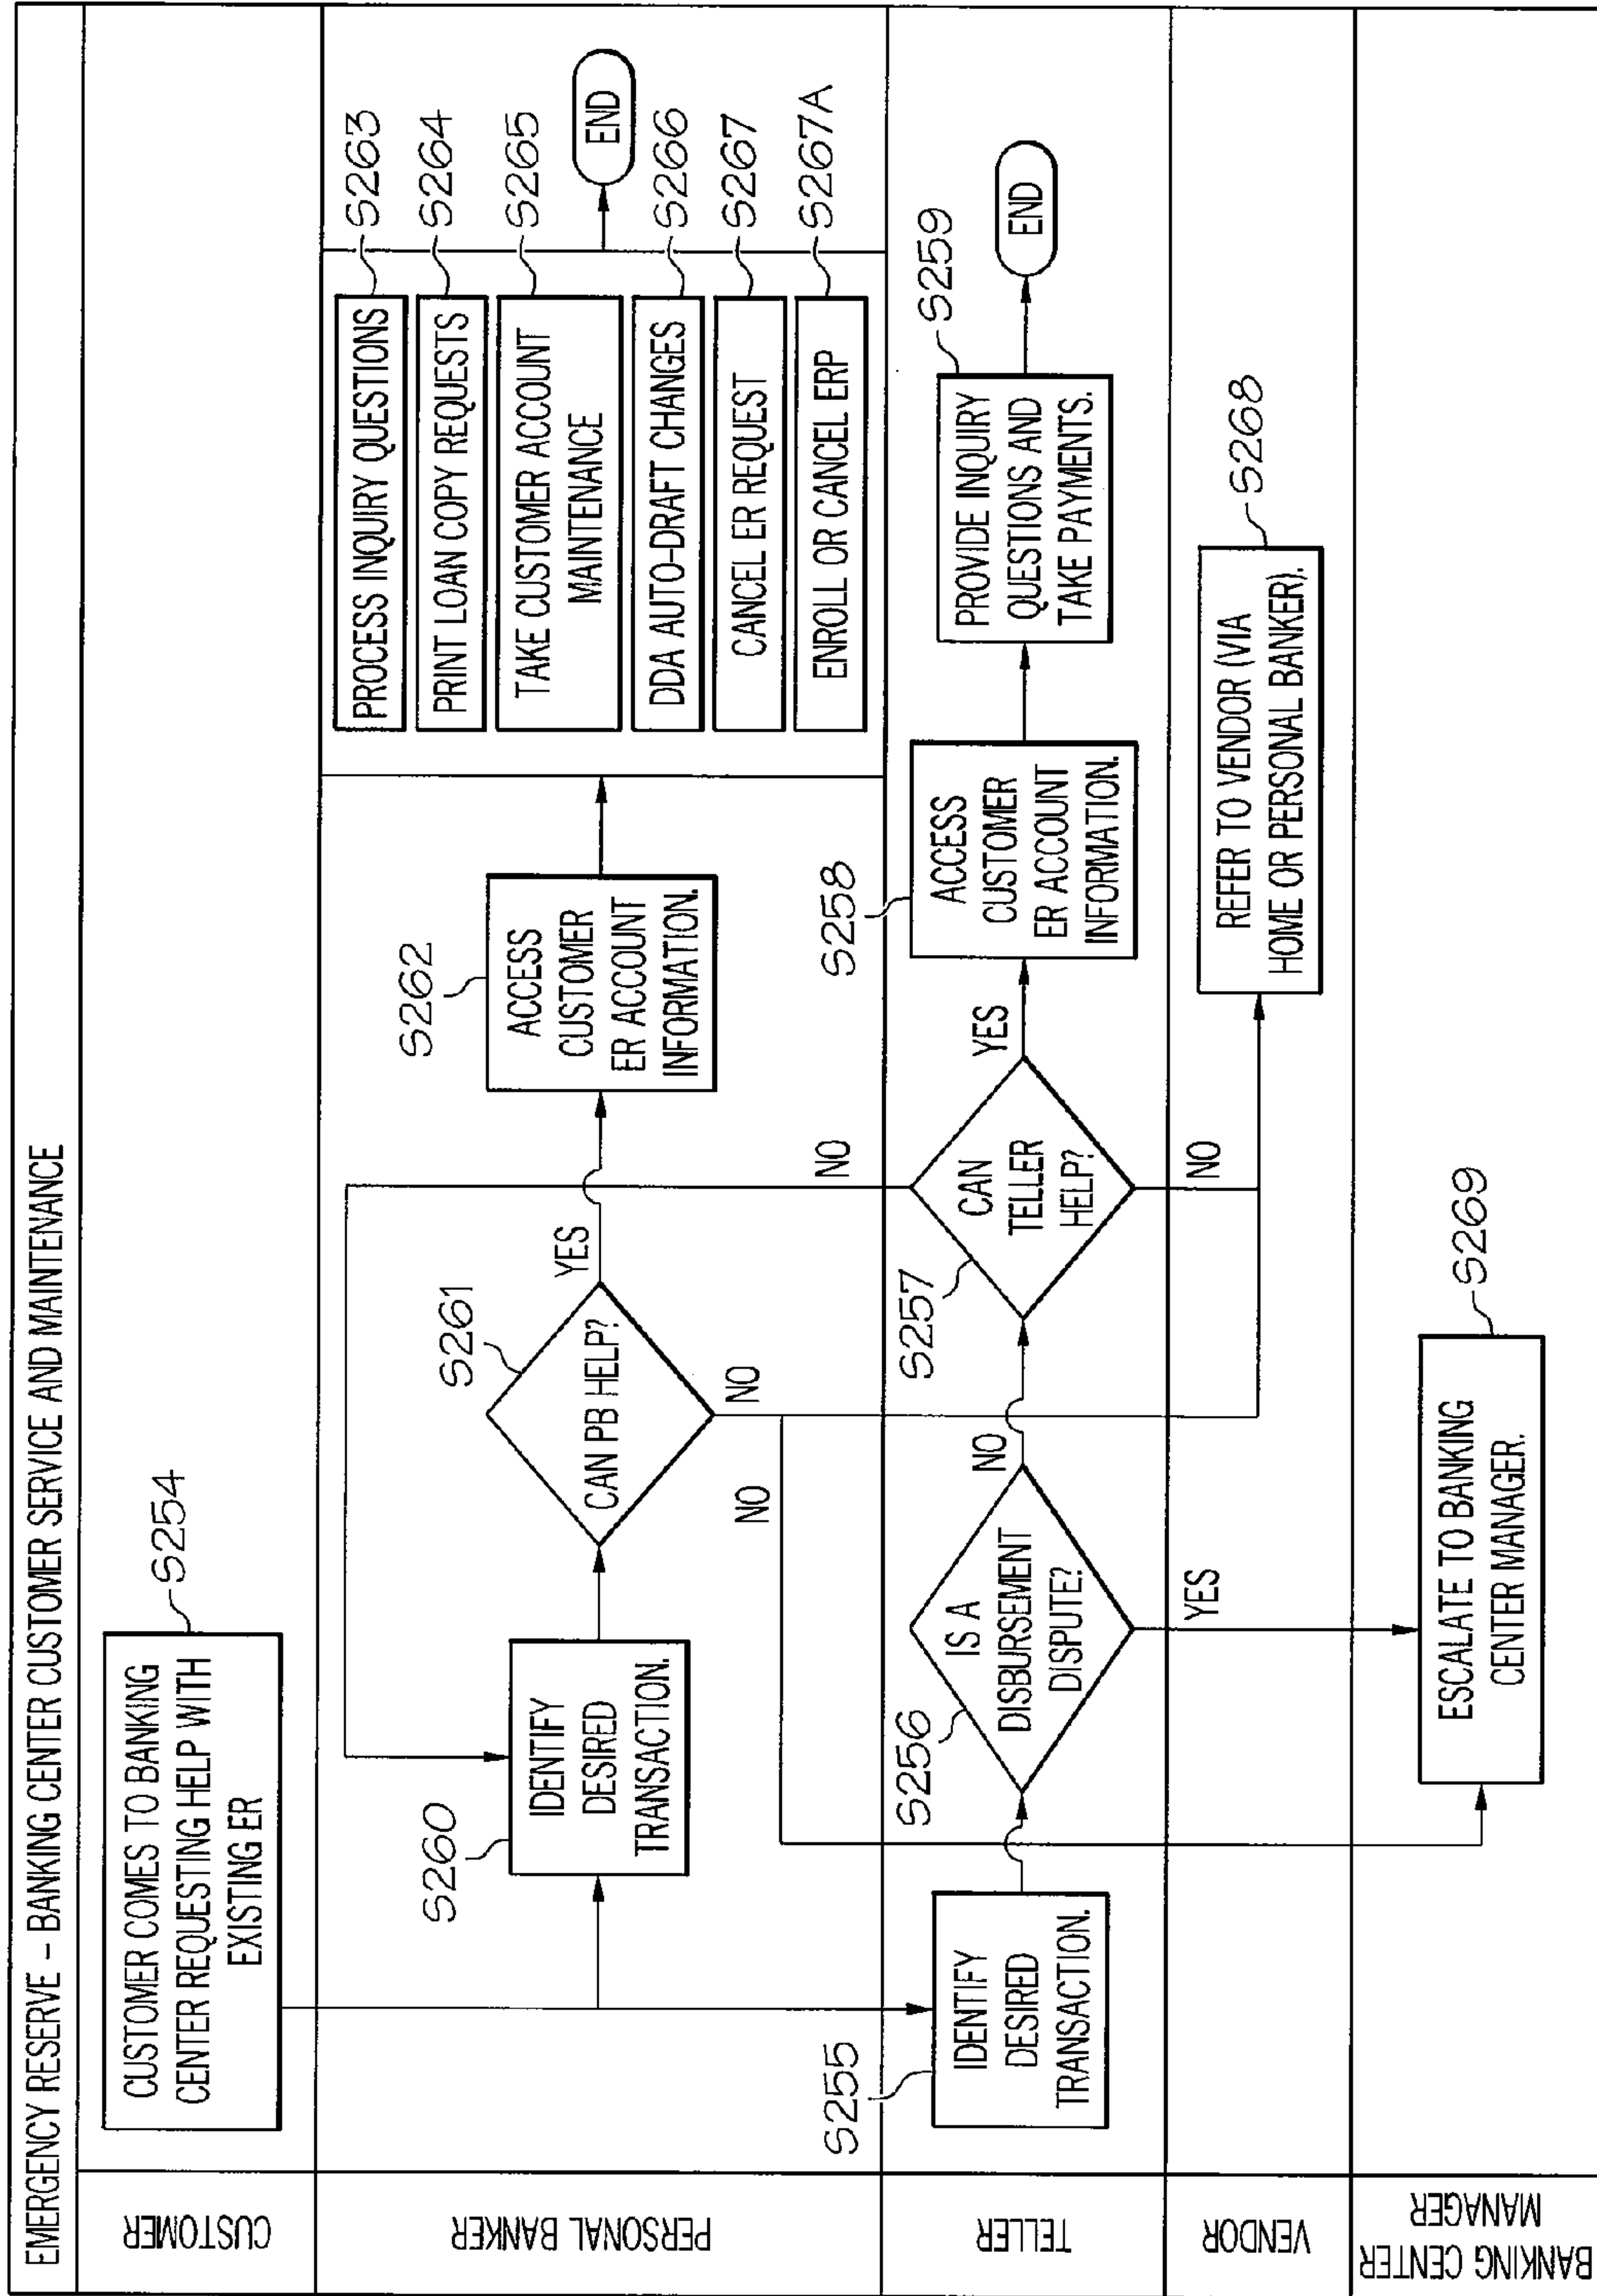 EMERGENCY RESERVE – BANKING CENTER CUSTOMER SERVICE AND MAINTENANCE
CUSTOMER
CUSTOMER COMES TO BANKING
CENTER REQUESTING HELP WITH
EXISTING ER
S254
PERSONAL BANKER
S260
IDENTIFY
DESIRED
TRANSACTION.
S261
CAN PB HELP?
YES
NO
NO
S262
ACCESS
CUSTOMER
ER ACCOUNT
INFORMATION.
PROCESS INQUIRY QUESTIONS
S263
PRINT LOAN COPY REQUESTS
S264
TAKE CUSTOMER ACCOUNT
MAINTENANCE
S265
DDA AUTO-DRAFT CHANGES
S266
CANCEL ER REQUEST
S267
ENROLL OR CANCEL ERP
S267A
END
TELLER
S255
IDENTIFY
DESIRED
TRANSACTION.
S256
IS A
DISBURSEMENT
DISPUTE?
NO
YES
S257
CAN
TELLER
HELP?
NO
YES
NO
S258
ACCESS
CUSTOMER
ER ACCOUNT
INFORMATION.
S259
PROVIDE INQUIRY
QUESTIONS AND
TAKE PAYMENTS.
END
VENDOR
REFER TO VENDOR (VIA
HOME OR PERSONAL BANKER).
S268
BANKING CENTER
MANAGER
ESCALATE TO BANKING
CENTER MANAGER.
S269